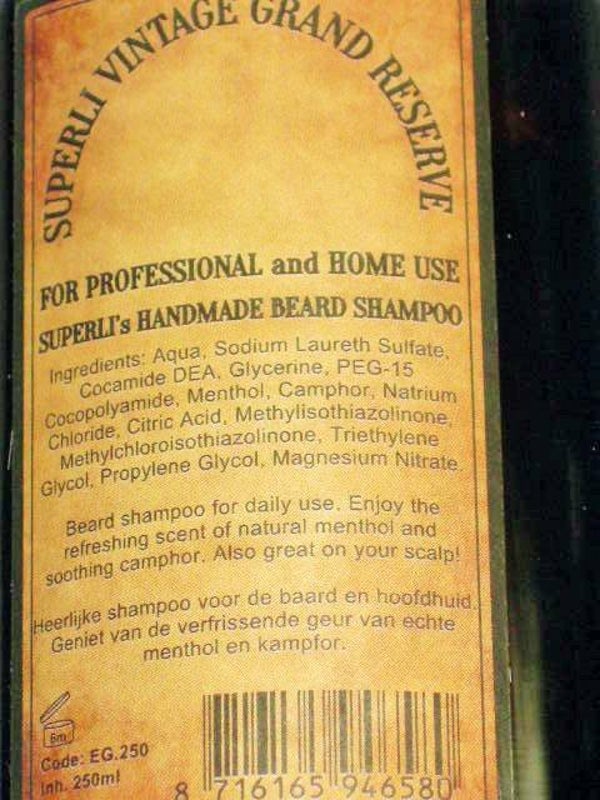 SUPERLI VINTAGE GRAND RESERVE
FOR PROFESSIONAL and HOME USE
SUPERLI's HANDMADE BEARD SHAMPOO
Ingredients: Aqua, Sodium Laureth Sulfate,
Cocamide DEA, Glycerine, PEG-15
Cocopolyamide, Menthol, Camphor, Natrium
Chloride, Citric Acid, Methylisothiazolinone,
Methylchloroisothiazolinone, Triethylene
Glycol, Propylene Glycol, Magnesium Nitrate.
Beard shampoo for daily use. Enjoy the
refreshing scent of natural menthol and
soothing camphor. Also great on your scalp!
Heerlijke shampoo voor de baard en hoofdhuid.
Geniet van de verfrissende geur van echte
menthol en kampfor.
6m
Code: EG.250
Inh. 250ml
8 716165 946580